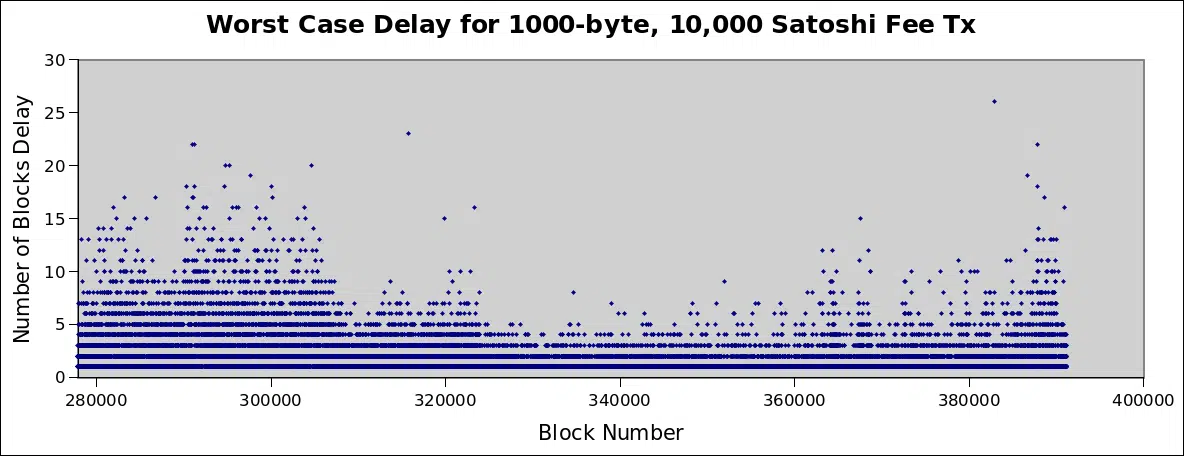 Worst Case Delay for 1000-byte, 10,000 Satoshi Fee Tx
Number of Blocks Delay
30
25
20
15
10
5
0
280000 300000 320000 340000 360000 380000 400000
Block Number